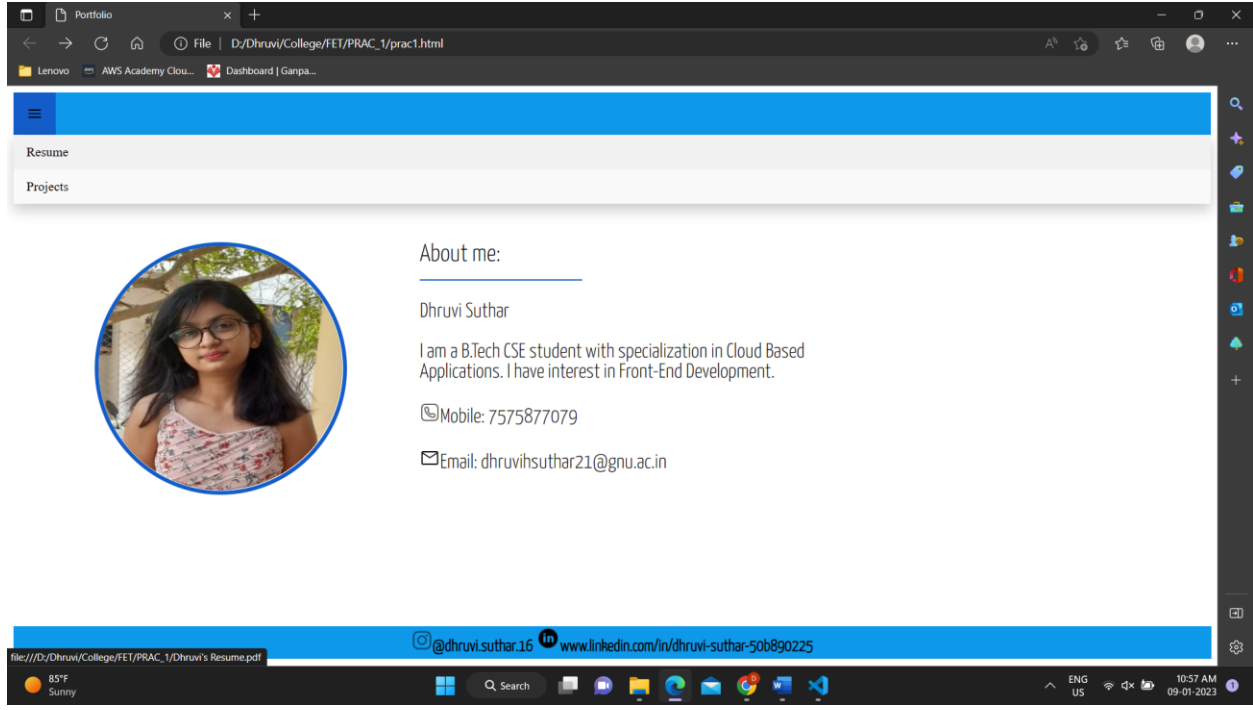 Portfolio
File | D:/Dhruvi/College/FET/PRAC_1/prac1.html
Lenovo AWS Academy Clou... Dashboard | Ganpa...
Resume
Projects
About me:
Dhruvi Suthar
I am a B.Tech CSE student with specialization in Cloud Based
Applications. I have interest in Front-End Development.
Mobile: 7575877079
Email: dhruvihsuthar21@gnu.ac.in
@dhruvi.suthar.16 in www.linkedin.com/in/dhruvi-suthar-50b890225
file:///D:/Dhruvi/College/FET/PRAC_1/Dhruvi's Resume.pdf
85°F
Sunny
Search
ENG
US
10:57 AM
09-01-2023
1